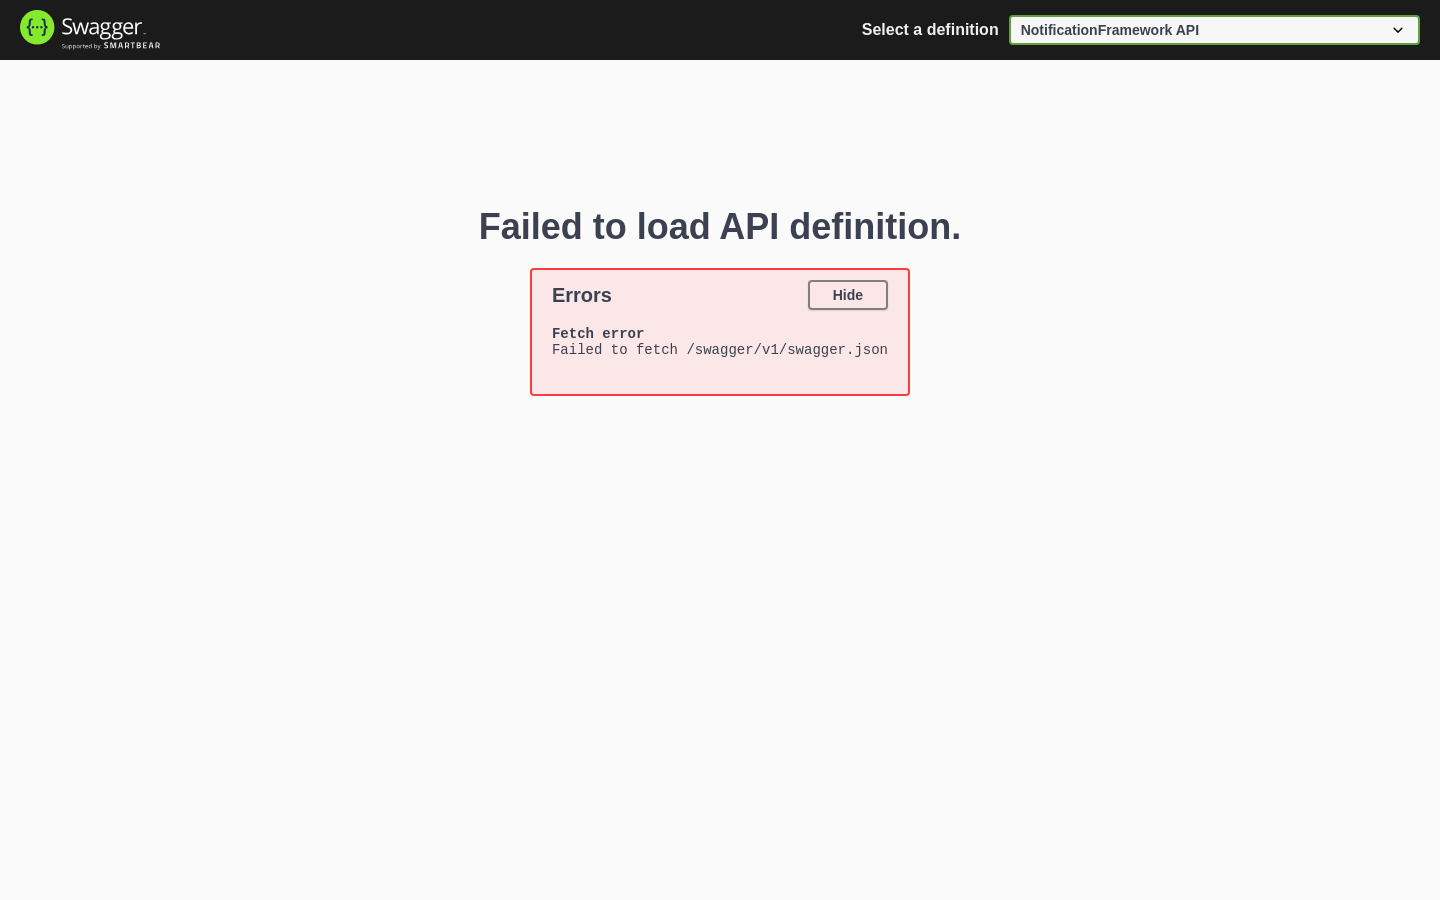 Swagger
Supported by SMARTBEAR
Select a definition
NotificationFramework API
Failed to load API definition.
Errors
Hide
Fetch error
Failed to fetch /swagger/v1/swagger.json